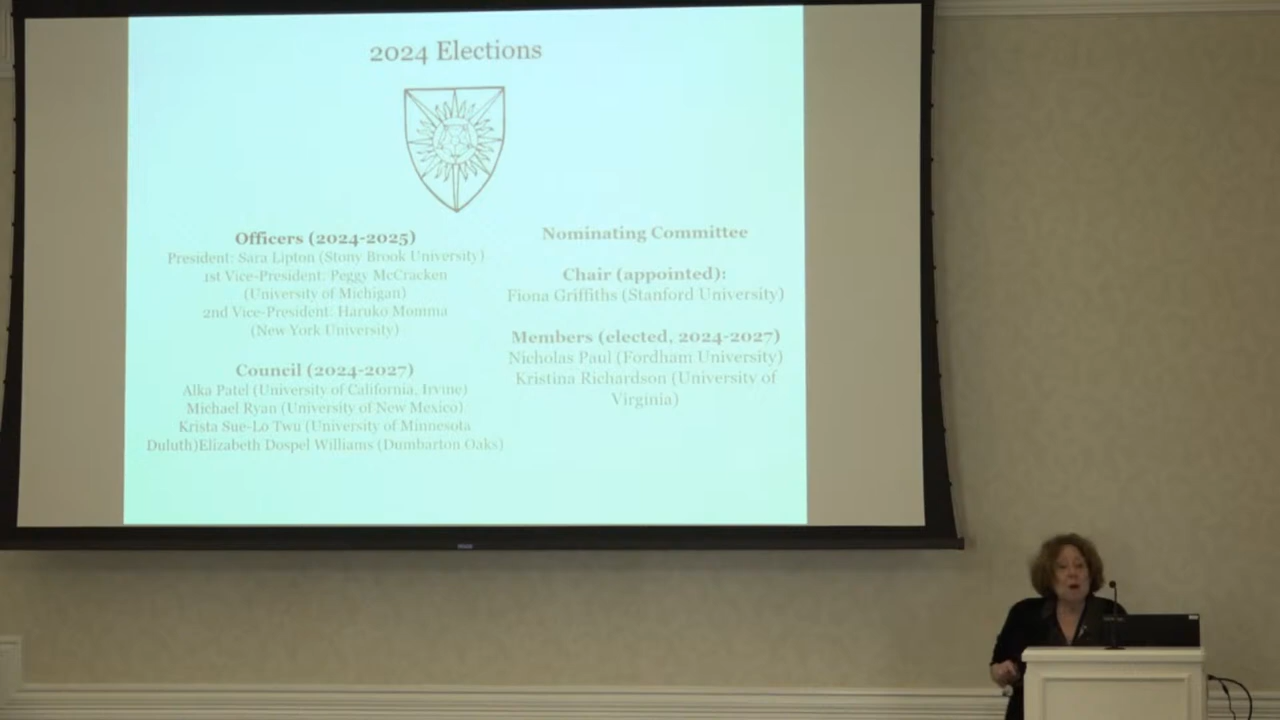 2024 Elections
Officers (2024-2025)
President: Sara Lipton (Stony Brook University)
1st Vice-President: Peggy McCracken
(University of Michigan)
2nd Vice-President: Haruko Momma
(New York University)
Council (2024-2027)
Alka Patel (University of California, Irvine)
Michael Ryan (University of New Mexico)
Krista Sue-Lo Twu (University of Minnesota
Duluth)Elizabeth Dospel Williams (Dumbarton Oaks)
Nominating Committee
Chair (appointed):
Fiona Griffiths (Stanford University)
Members (elected, 2024-2027)
Nicholas Paul (Fordham University)
Kristina Richardson (University of
Virginia)